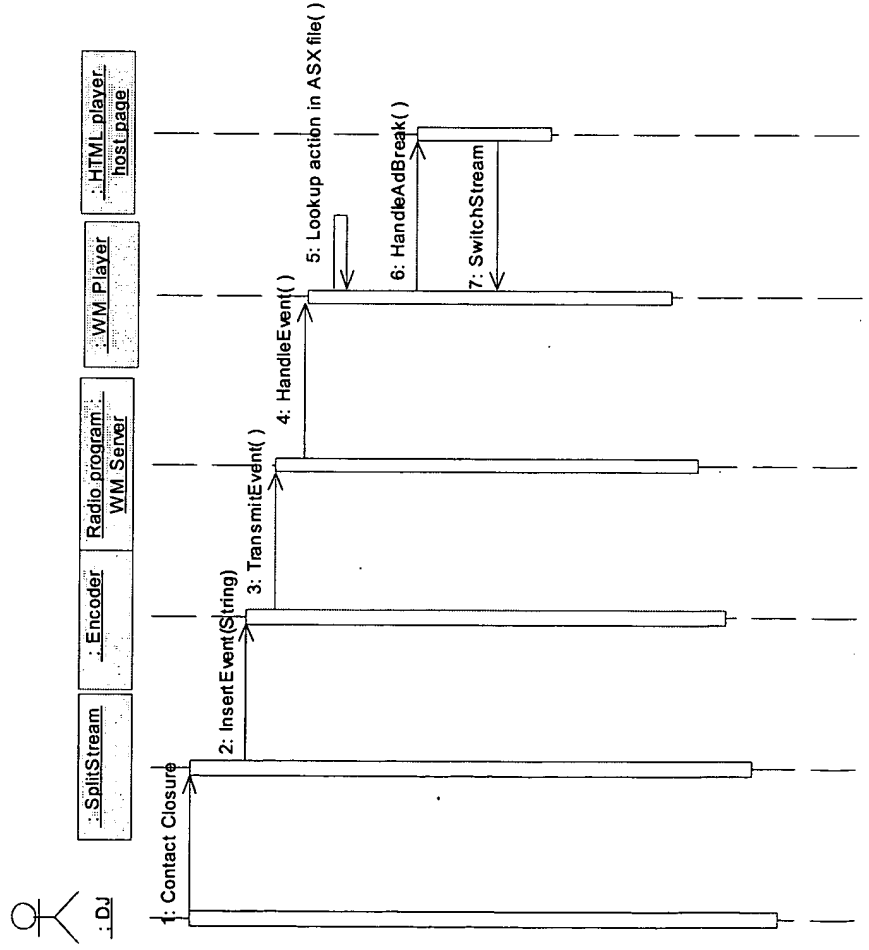 : DJ
: SplitStream
: Encoder
Radio program :
WM Server
: WM Player
: HTML player
host page
1: Contact Closure
2: InsertEvent(String)
3: TransmitEvent( )
4: HandleEvent( )
5: Lookup action in ASX file( )
6: HandleAdBreak( )
7: SwitchStream